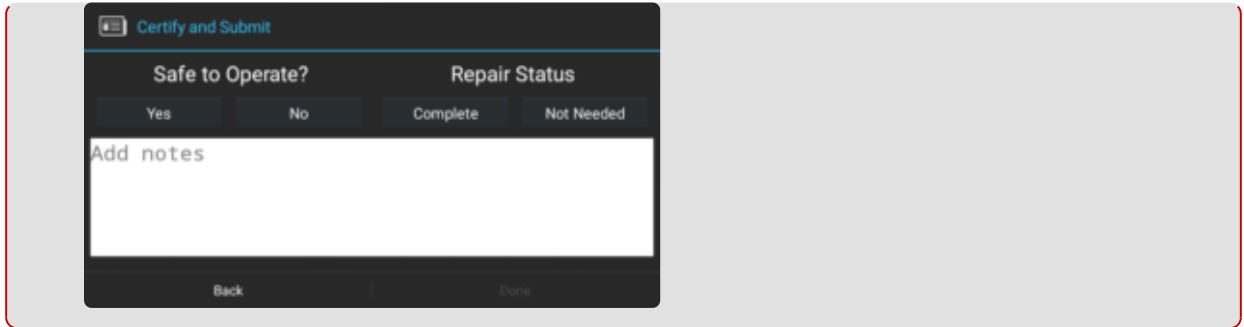 Certify and Submit
Safe to Operate? Repair Status
Yes No Complete Not Needed
Add notes
Back Done